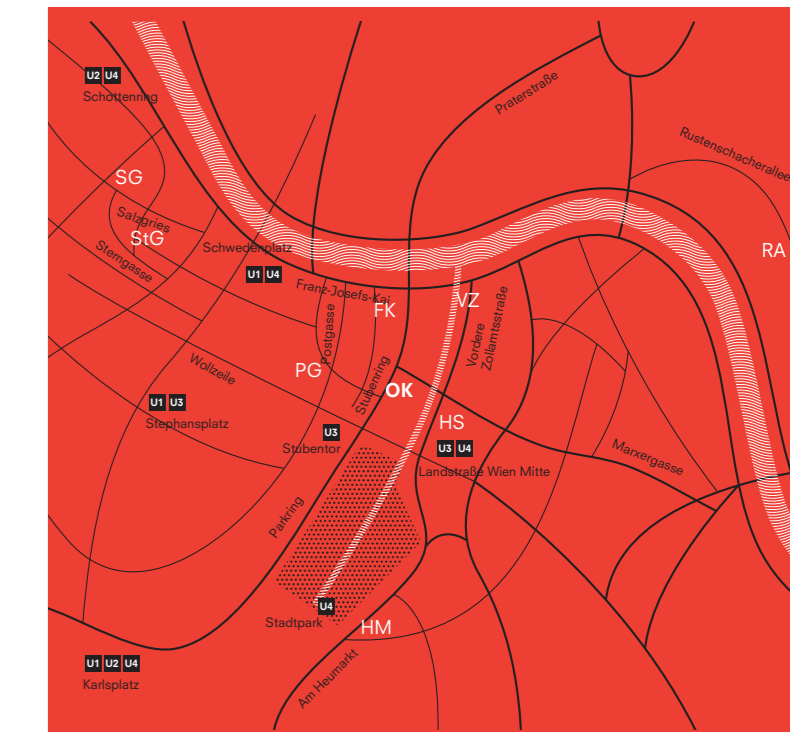 U2 U4
Schottenring
Praterstraße
Rustenschacherallee
SG
Salzgries
StG
Sterngasse
Schwedenplatz
U1 U4
RA
Franz-Josefs-Kai
FK
VZ
Postgasse
Vordere
Zollamtsstraße
Wollzeile
PG
Stubenring
OK
U1 U3
Stephansplatz
HS
U3
Stubentor
U3 U4
Landstraße Wien Mitte
Marxergasse
Parkring
U4
Stadtpark
HM
U1 U2 U4
Karlsplatz
Am Heumarkt